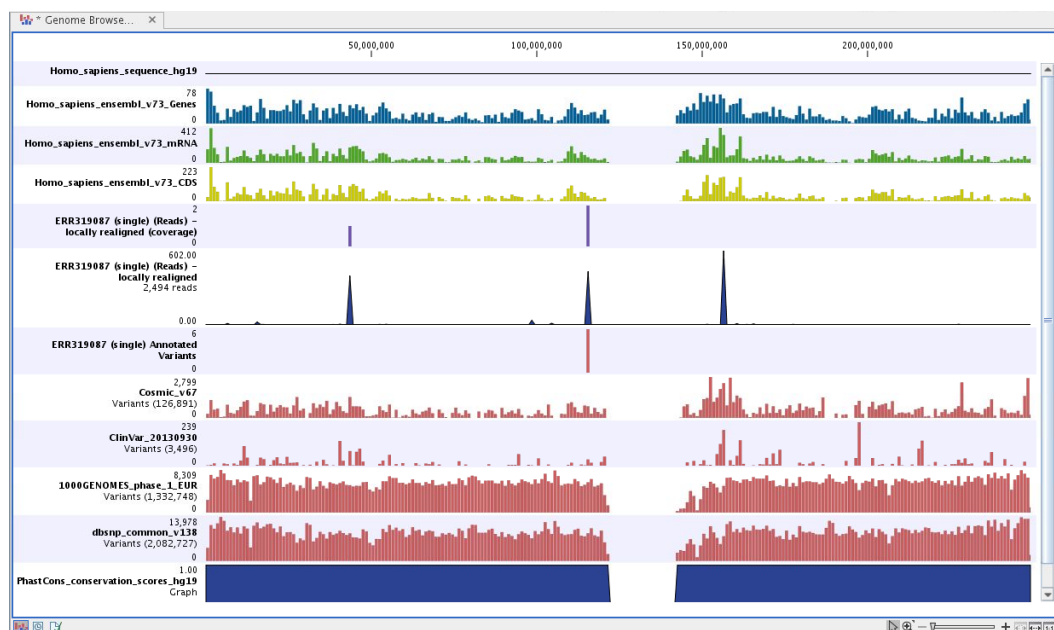 * Genome Browse... ×
50,000,000 100,000,000 150,000,000 200,000,000
Homo_sapiens_sequence_hg19
78
Homo_sapiens_ensembl_v73_Genes
0
412
Homo_sapiens_ensembl_v73_mRNA
0
223
Homo_sapiens_ensembl_v73_CDS
0
2
ERR319087 (single) (Reads) –
locally realigned (coverage)
0
602.00
ERR319087 (single) (Reads) –
locally realigned
2,494 reads
0.00
6
ERR319087 (single) Annotated
Variants
0
2,799
Cosmic_v67
Variants (126,891)
0
239
ClinVar_20130930
Variants (3,496)
0
8,309
1000GENOMES_phase_1_EUR
Variants (1,332,748)
0
13,978
dbsnp_common_v138
Variants (2,082,727)
0
1.00
PhastCons_conservation_scores_hg19
Graph